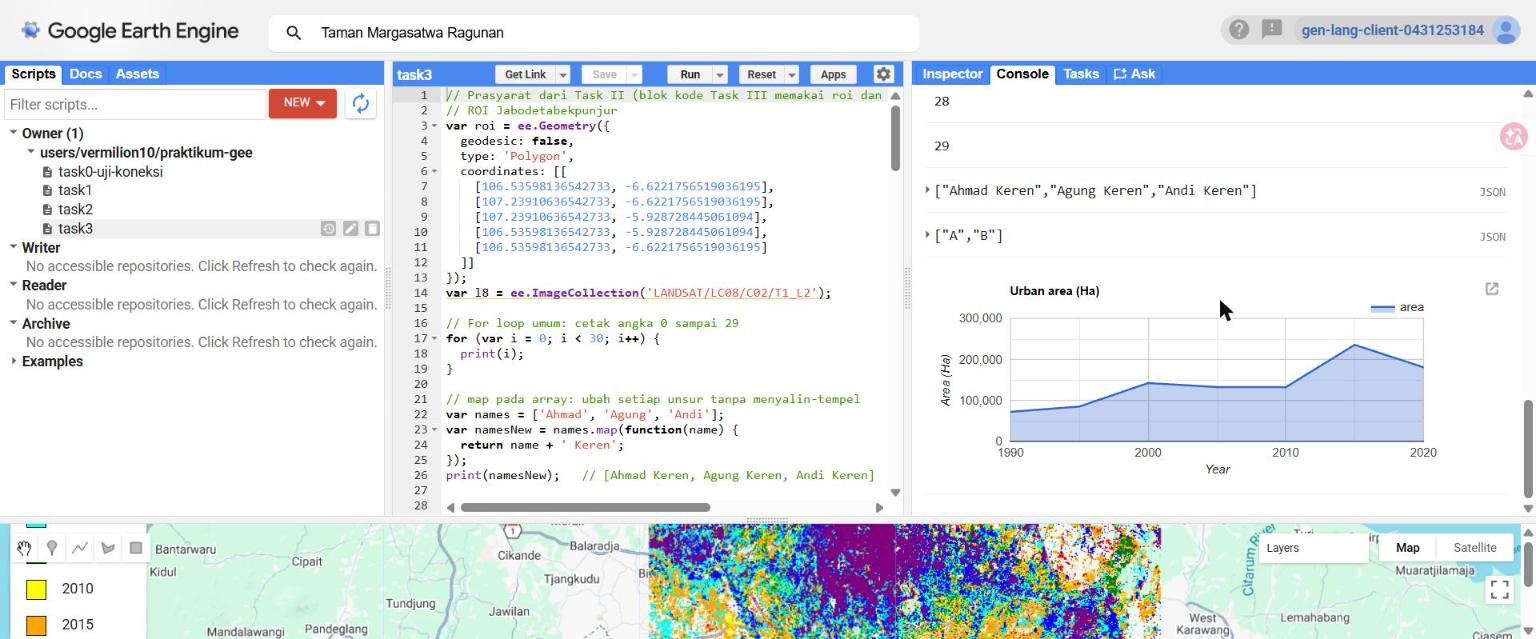 Google Earth Engine
Taman Margasatwa Ragunan
gen-lang-client-0431253184
Scripts
Docs
Assets
Filter scripts...
NEW
Owner (1)
users/vermilion10/praktikum-gee
task0-uji-koneksi
task1
task2
task3
Writer
No accessible repositories. Click Refresh to check again.
Reader
No accessible repositories. Click Refresh to check again.
Archive
No accessible repositories. Click Refresh to check again.
Examples
task3
Get Link
Save
Run
Reset
Apps
1 // Prasyarat dari Task II (blok kode Task III memakai roi dan
2 // ROI Jabodetabekpunjur
3 var roi = ee.Geometry({
4 geodesic: false,
5 type: 'Polygon',
6 coordinates: [[
7 [106.53598136542733, -6.6221756519036195],
8 [107.23910636542733, -6.6221756519036195],
9 [107.23910636542733, -5.928728445061094],
10 [106.53598136542733, -5.928728445061094],
11 [106.53598136542733, -6.6221756519036195]
12 ]]
13 });
14 var l8 = ee.ImageCollection('LANDSAT/LC08/C02/T1_L2');
15
16 // For loop umum: cetak angka 0 sampai 29
17 for (var i = 0; i < 30; i++) {
18 print(i);
19 }
20
21 // map pada array: ubah setiap unsur tanpa menyalin-tempel
22 var names = ['Ahmad', 'Agung', 'Andi'];
23 var namesNew = names.map(function(name) {
24 return name + ' Keren';
25 });
26 print(namesNew); // [Ahmad Keren, Agung Keren, Andi Keren]
27
28
Inspector
Console
Tasks
Ask
28
29
["Ahmad Keren","Agung Keren","Andi Keren"] JSON
["A","B"] JSON
Urban area (Ha)
area
300,000
200,000
100,000
0
Area (Ha)
1990 2000 2010 2020
Year
2010
2015
Bantarwaru
Kidul
Cipait
Tundjung
Mandalawangi
Pandeglang
Cikande
1
Balaradja
Tjangkudu
Jawilan
Layers
Map
Satellite
Citarum River
Muaratjilamaja
West
Karawang
Lemahabang
Ciasem